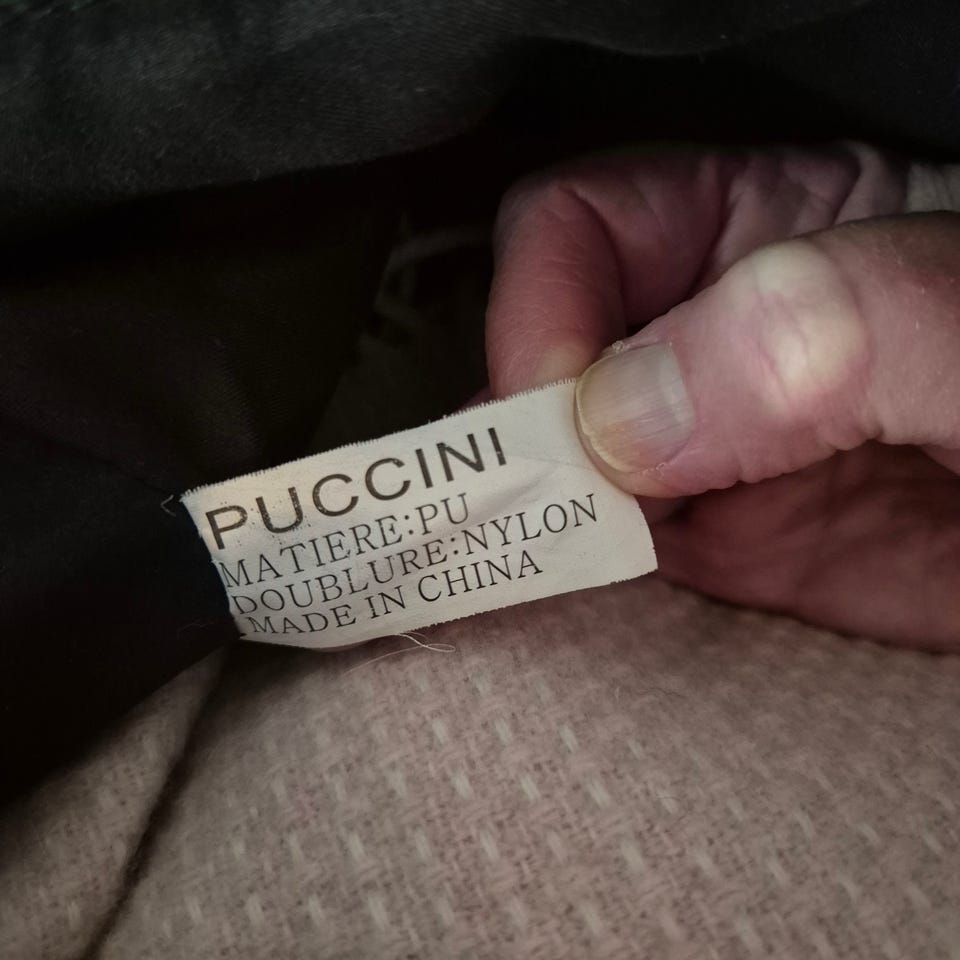 PUCCINI
MATIERE:PU
DOUBLURE:NYLON
MADE IN CHINA